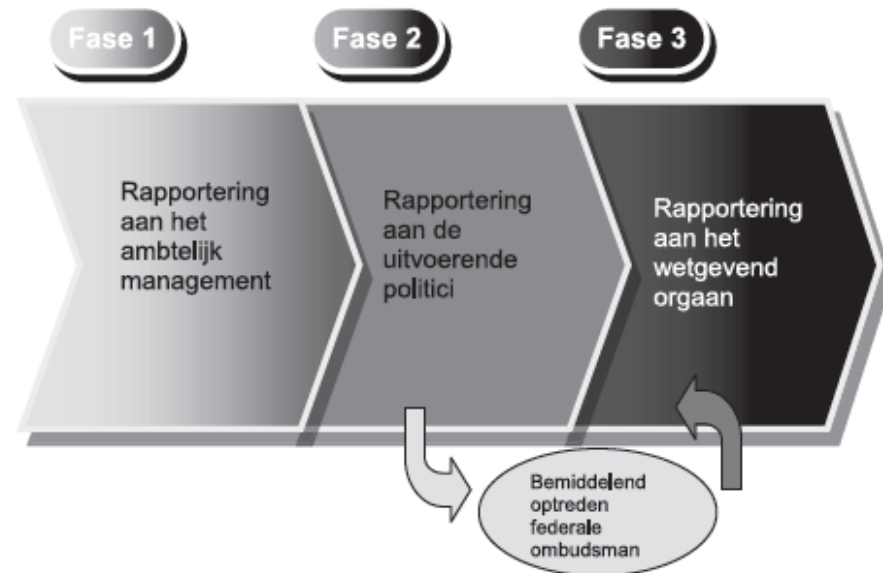 Fase 1
Fase 2
Fase 3
Rapportering
aan het
ambtelijk
management
Rapportering
aan de
uitvoerende
politici
Rapportering
aan het
wetgevend
orgaan
Bemiddelend
optreden
federale
ombudsman